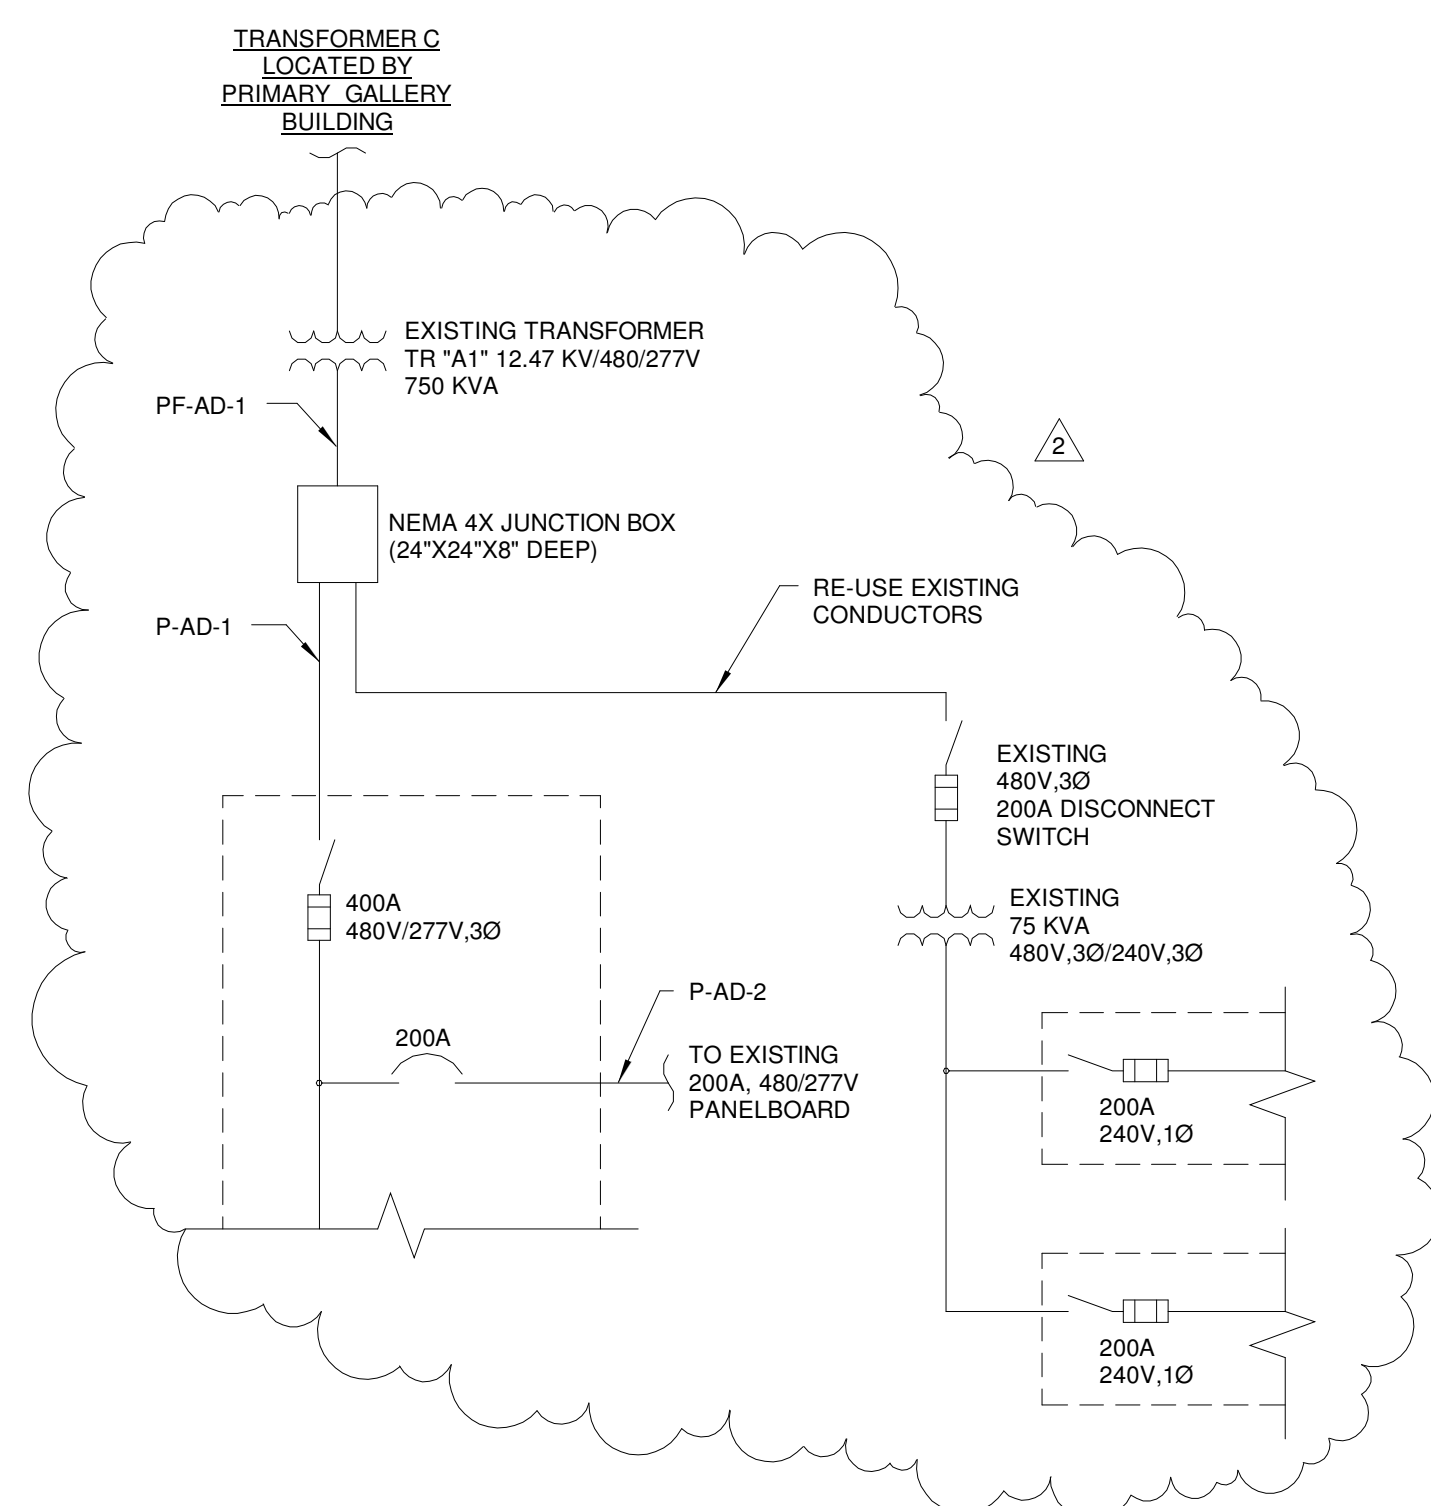 TRANSFORMER C
LOCATED BY
PRIMARY GALLERY
BUILDING
EXISTING TRANSFORMER
TR "A1" 12.47 KV/480/277V
750 KVA
PF-AD-1
2
NEMA 4X JUNCTION BOX
(24"X24"X8" DEEP)
RE-USE EXISTING
CONDUCTORS
P-AD-1
EXISTING
480V,3Ø
200A DISCONNECT
SWITCH
400A
480V/277V,3Ø
EXISTING
75 KVA
480V,3Ø/240V,3Ø
P-AD-2
200A
TO EXISTING
200A, 480/277V
PANELBOARD
200A
240V,1Ø
200A
240V,1Ø